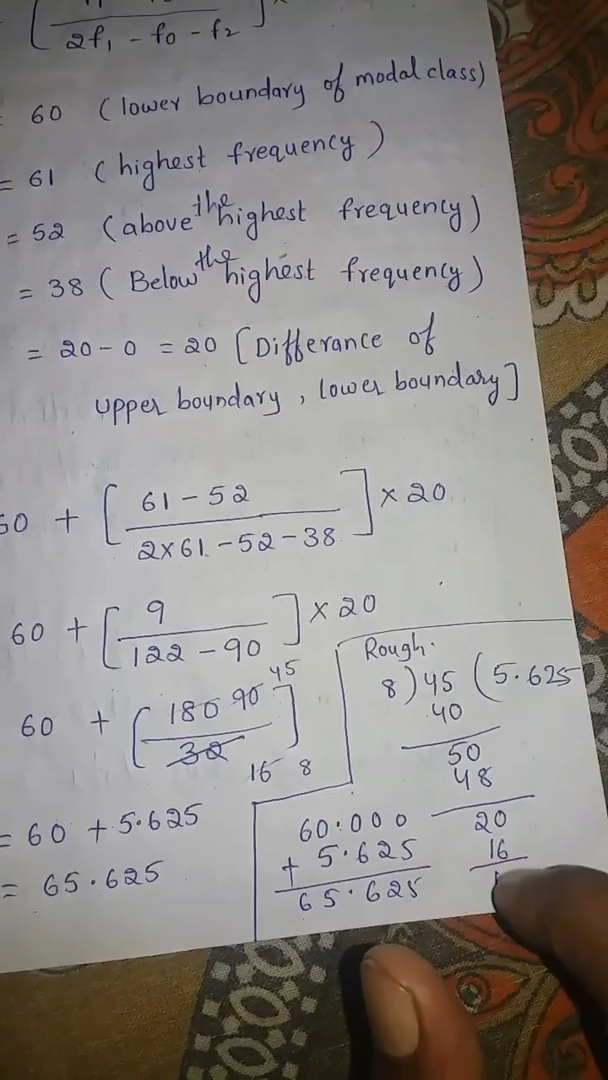 2f₁ - f₀ - f₂
60 (lower boundary of modal class)
= 61 (highest frequency)
= 52 (above the highest frequency)
= 38 (Below the highest frequency)
= 20 - 0 = 20 [Differance of
upper boundary, lower boundary]
60 + [61 - 52 / 2x61 - 52 - 38] x 20
60 + [9 / 122 - 90] x 20
60 + [180 90 45 / 32 16 8]
= 60 + 5.625
= 65.625
Rough.
8) 45 (5.625
40
50
48
20
16
60.000
+ 5.625
65.625